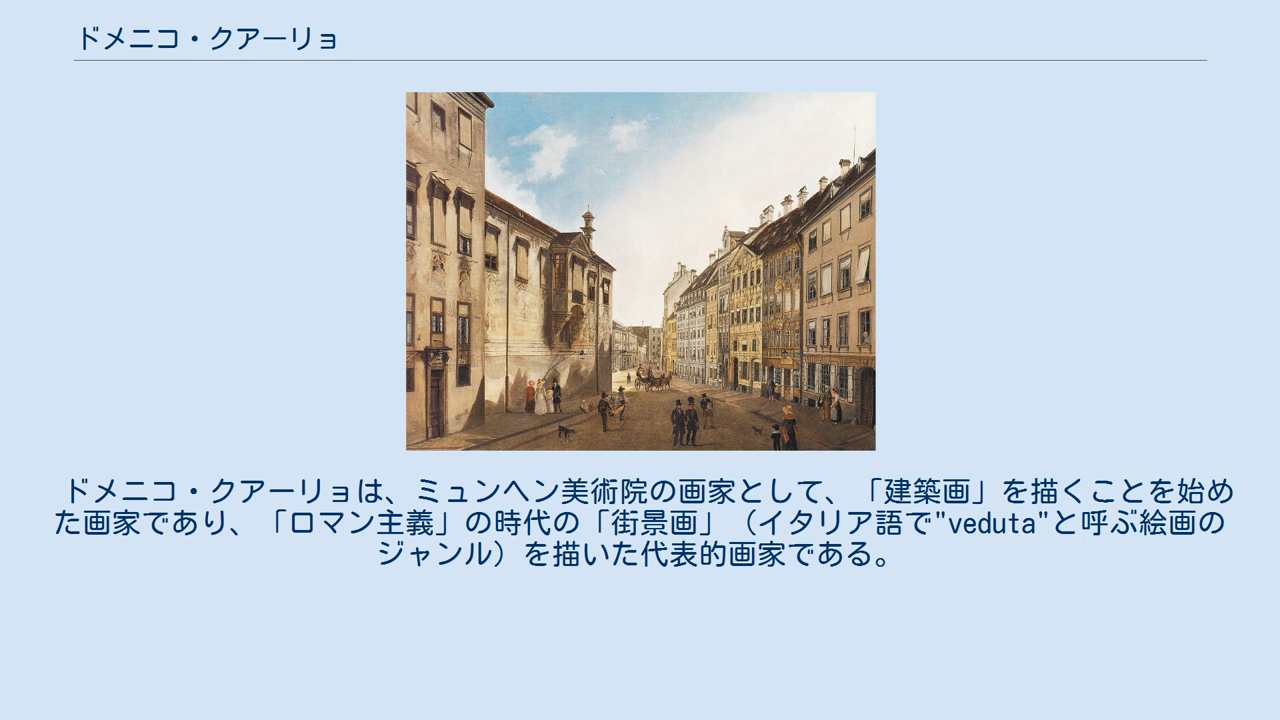 ドメニコ・クアーリョ
ドメニコ・クアーリョは、ミュンヘン美術院の画家として、「建築画」を描くことを始め
た画家であり、「ロマン主義」の時代の「街景画」（イタリア語で"veduta"と呼ぶ絵画の
ジャンル）を描いた代表的画家である。